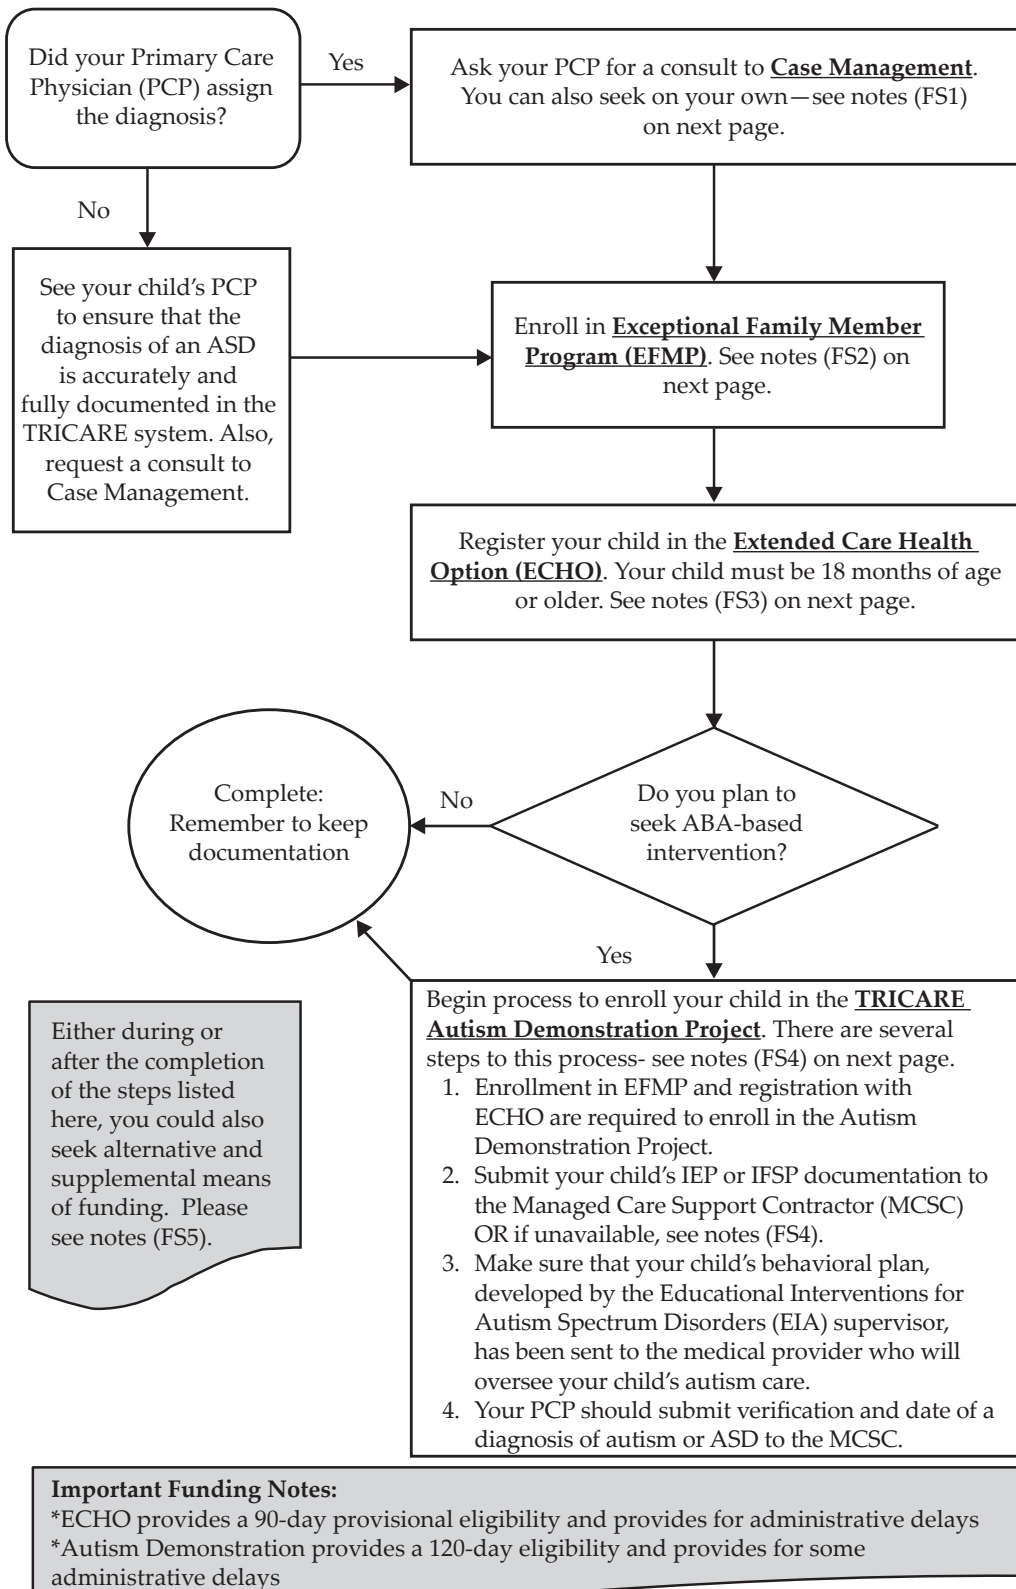 Did your Primary Care
Physician (PCP) assign
the diagnosis?
Yes
Ask your PCP for a consult to Case Management.
You can also seek on your own—see notes (FS1)
on next page.
No
See your child's PCP
to ensure that the
diagnosis of an ASD
is accurately and
fully documented in the
TRICARE system. Also,
request a consult to
Case Management.
Enroll in Exceptional Family Member
Program (EFMP). See notes (FS2) on
next page.
Register your child in the Extended Care Health
Option (ECHO). Your child must be 18 months of age
or older. See notes (FS3) on next page.
Do you plan to
seek ABA-based
intervention?
No
Complete:
Remember to keep
documentation
Yes
Begin process to enroll your child in the TRICARE
Autism Demonstration Project. There are several
steps to this process- see notes (FS4) on next page.
1. Enrollment in EFMP and registration with
ECHO are required to enroll in the Autism
Demonstration Project.
2. Submit your child's IEP or IFSP documentation to
the Managed Care Support Contractor (MCSC)
OR if unavailable, see notes (FS4).
3. Make sure that your child's behavioral plan,
developed by the Educational Interventions for
Autism Spectrum Disorders (EIA) supervisor,
has been sent to the medical provider who will
oversee your child's autism care.
4. Your PCP should submit verification and date of a
diagnosis of autism or ASD to the MCSC.
Either during or
after the completion
of the steps listed
here, you could also
seek alternative and
supplemental means
of funding. Please
see notes (FS5).
Important Funding Notes:
*ECHO provides a 90-day provisional eligibility and provides for administrative delays
*Autism Demonstration provides a 120-day eligibility and provides for some
administrative delays